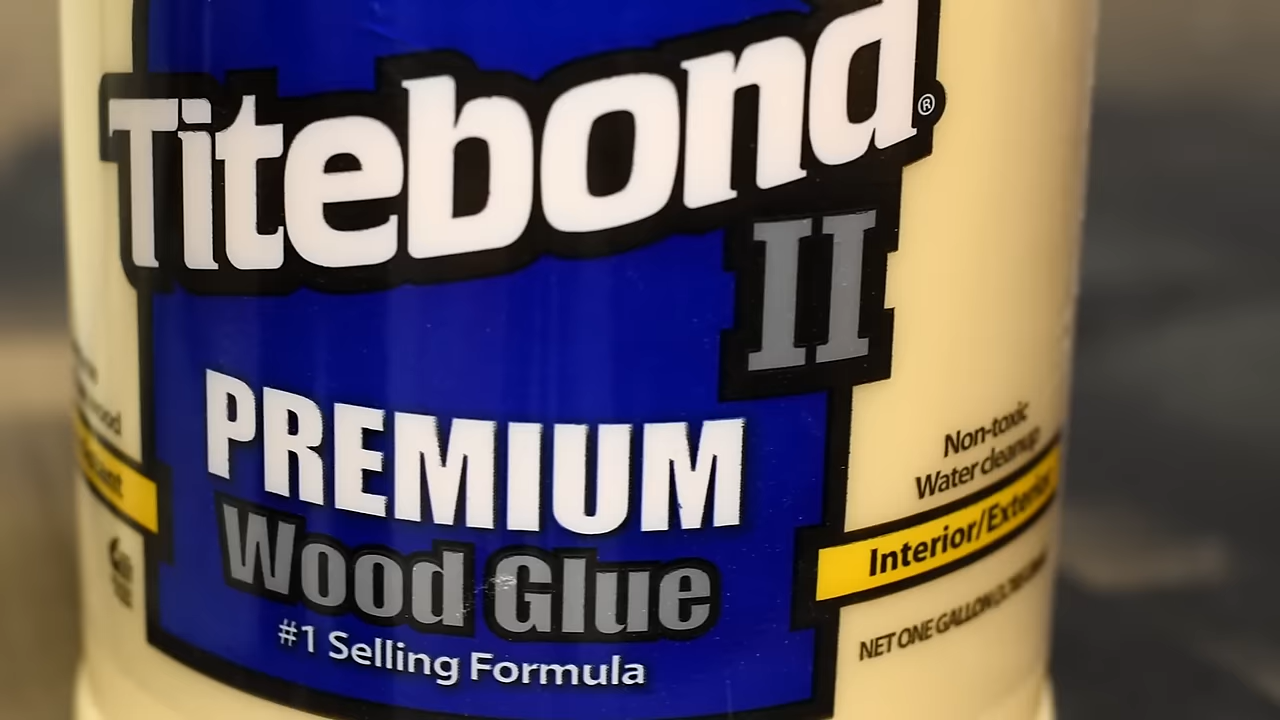 Titebond®
II
PREMIUM
Wood Glue
#1 Selling Formula
Non-toxic
Water cleanup
Interior/Exterior
NET ONE GALLON